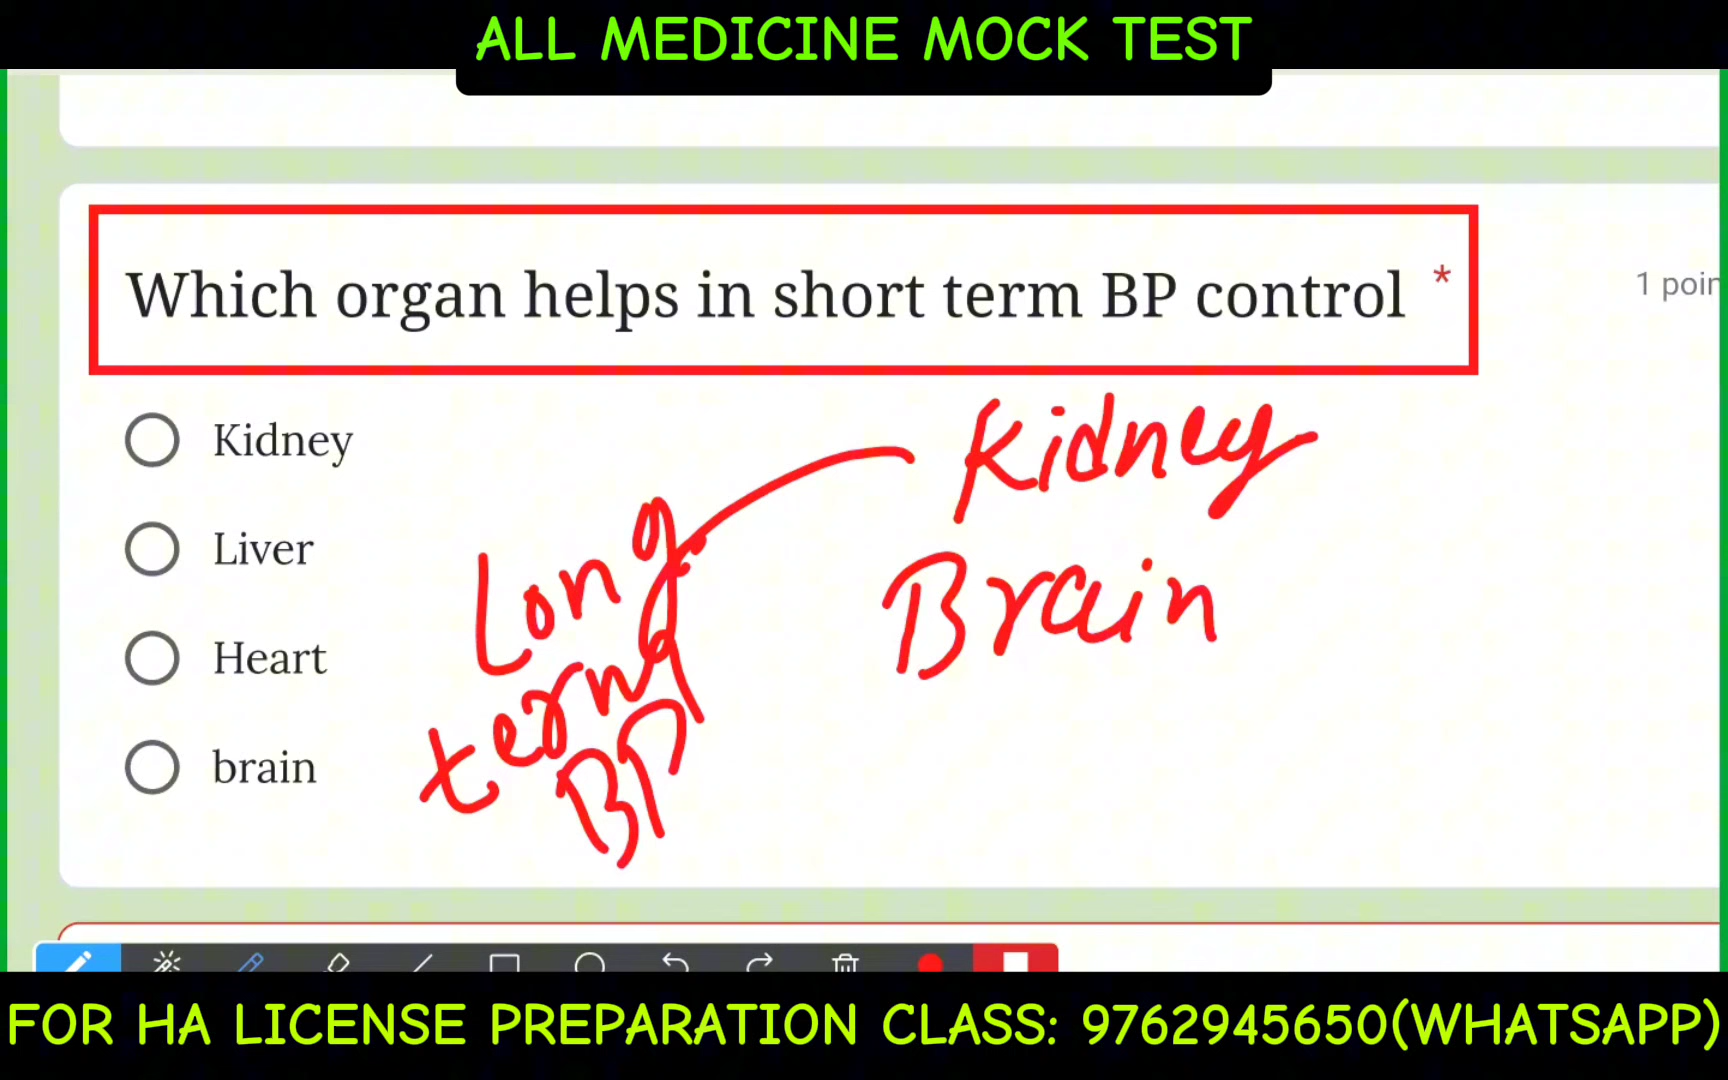 ALL MEDICINE MOCK TEST
Which organ helps in short term BP control *
1 poin
Kidney
Liver
Heart
brain
Kidney
Brain
Long
term
BP
FOR HA LICENSE PREPARATION CLASS: 9762945650(WHATSAPP)